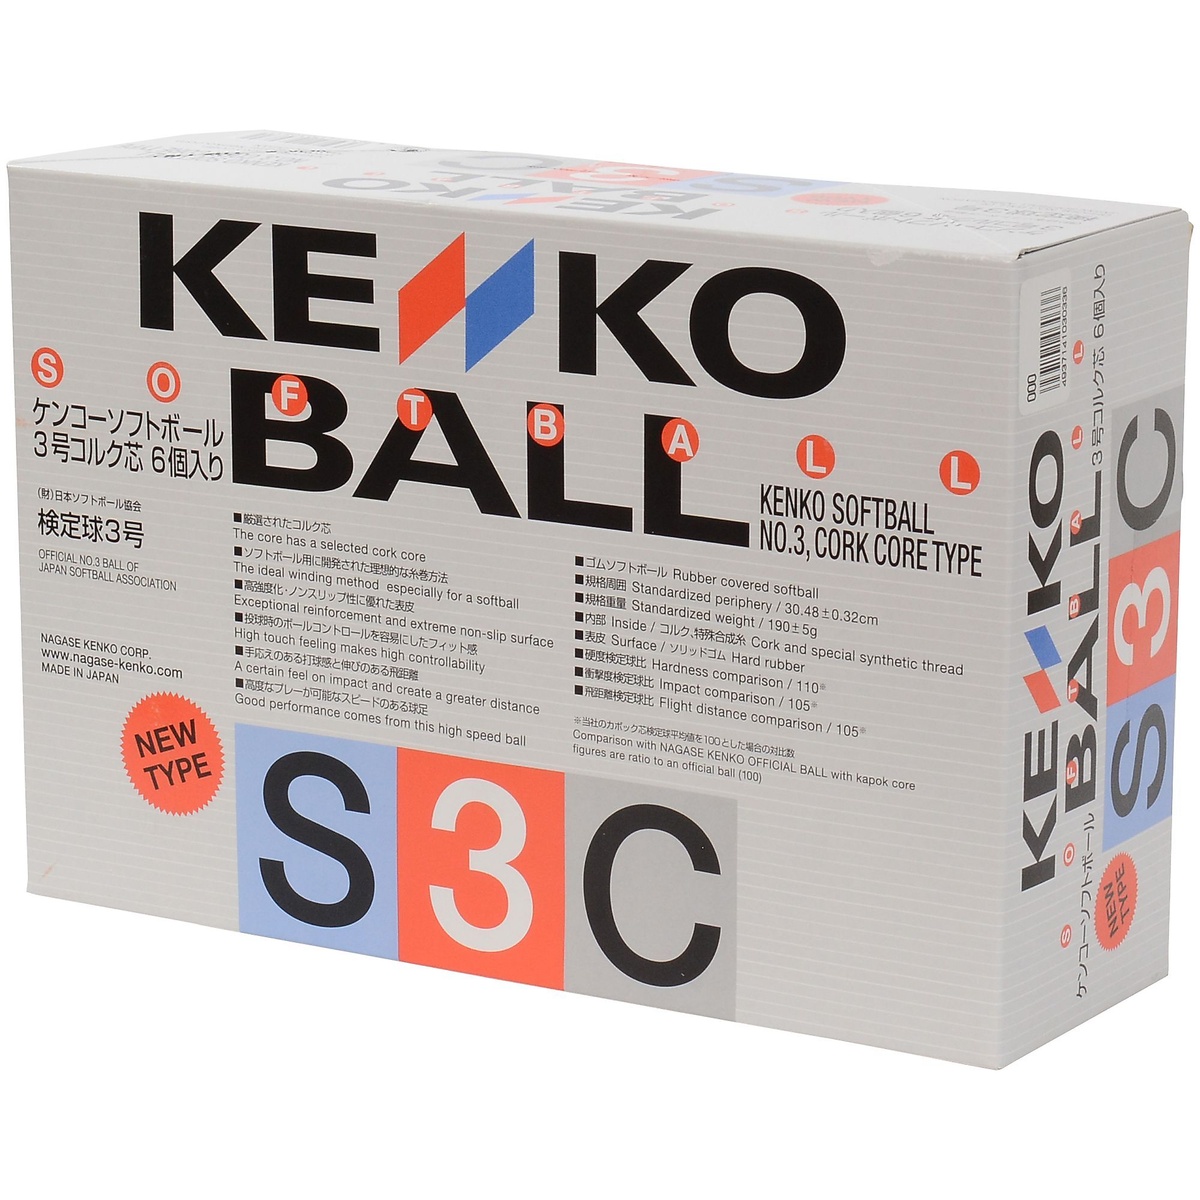 KENKO
BALL
SOFTBALL
ケンコーソフトボール
3号コルク芯 6個入り
(財)日本ソフトボール協会
検定球3号
OFFICIAL NO.3 BALL OF
JAPAN SOFTBALL ASSOCIATION
NAGASE KENKO CORP.
www.nagase-kenko.com
MADE IN JAPAN
NEW
TYPE
KENKO SOFTBALL
NO.3, CORK CORE TYPE
■厳選されたコルク芯
The core has a selected cork core
■ソフトボール用に開発された理想的な糸巻方法
The ideal winding method especially for a softball
■高強度化・ノンスリップ性に優れた表皮
Exceptional reinforcement and extreme non-slip surface
■投球時のボールコントロールを容易にしたフィット感
High touch feeling makes high controllability
■手応えのある打球感と伸びのある飛距離
A certain feel on impact and create a greater distance
■高度なプレーが可能なスピードのある球足
Good performance comes from this high speed ball
■ゴムソフトボール Rubber covered softball
■規格周囲 Standardized periphery / 30.48±0.32cm
■規格重量 Standardized weight / 190±5g
■内部 Inside / コルク,特殊合成糸 Cork and special synthetic thread
■表皮 Surface / ソリッドゴム Hard rubber
■硬度検定球比 Hardness comparison / 110※
■衝撃度検定球比 Impact comparison / 105※
■飛距離検定球比 Flight distance comparison / 105※
※当社のカポック芯検定球平均値を100とした場合の対比数
Comparison with NAGASE KENKO OFFICIAL BALL with kapok core
figures are ratio to an official ball (100)
S3C
KENKO
BALL
SOFTBALL
ケンコーソフトボール 3号コルク芯 6個入り
S3C
NEW
TYPE
000
4937141030336
KENKO
BALL
S3C